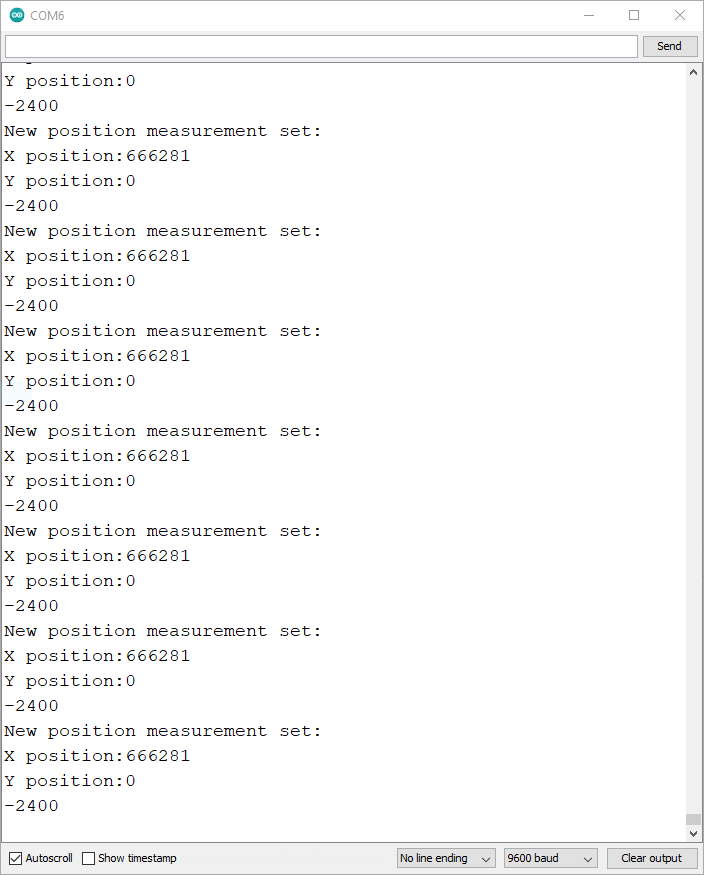 COM6
Send
Y position:0
-2400
New position measurement set:
X position:666281
Y position:0
-2400
New position measurement set:
X position:666281
Y position:0
-2400
New position measurement set:
X position:666281
Y position:0
-2400
New position measurement set:
X position:666281
Y position:0
-2400
New position measurement set:
X position:666281
Y position:0
-2400
New position measurement set:
X position:666281
Y position:0
-2400
New position measurement set:
X position:666281
Y position:0
-2400
Autoscroll Show timestamp No line ending 9600 baud Clear output